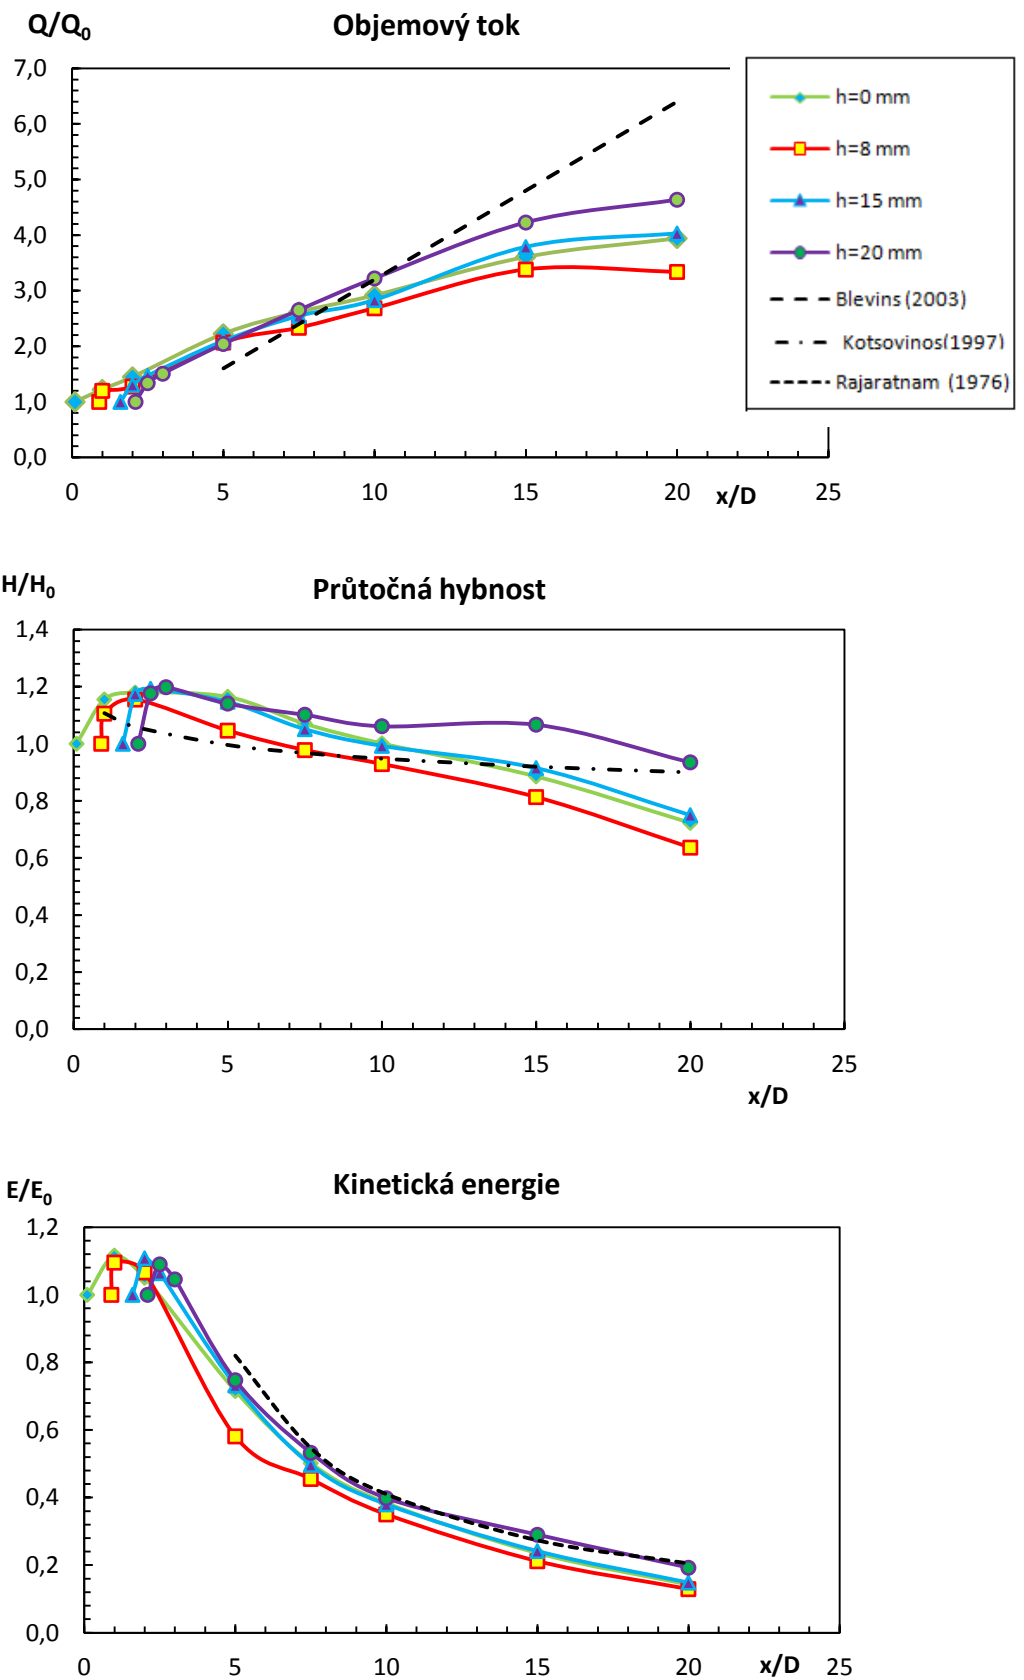 Q/Q0
Objemový tok
7,0
6,0
5,0
4,0
3,0
2,0
1,0
0,0
0 5 10 15 20 25
x/D
h=0 mm
h=8 mm
h=15 mm
h=20 mm
Blevins (2003)
Kotsovinos(1997)
Rajaratnam (1976)
H/H0
Průtočná hybnost
1,4
1,2
1,0
0,8
0,6
0,4
0,2
0,0
0 5 10 15 20 25
x/D
E/E0
Kinetická energie
1,2
1,0
0,8
0,6
0,4
0,2
0,0
0 5 10 15 20 25
x/D